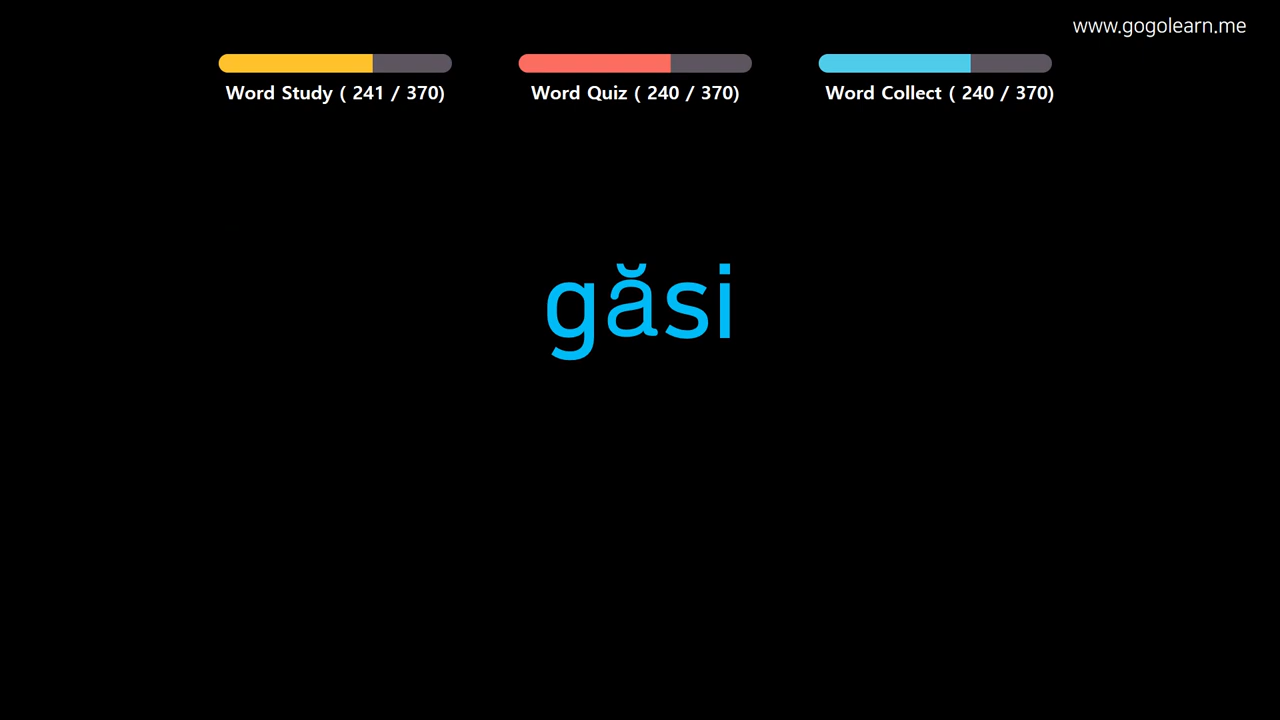 www.gogolearn.me
Word Study ( 241 / 370)
Word Quiz ( 240 / 370)
Word Collect ( 240 / 370)
găsi